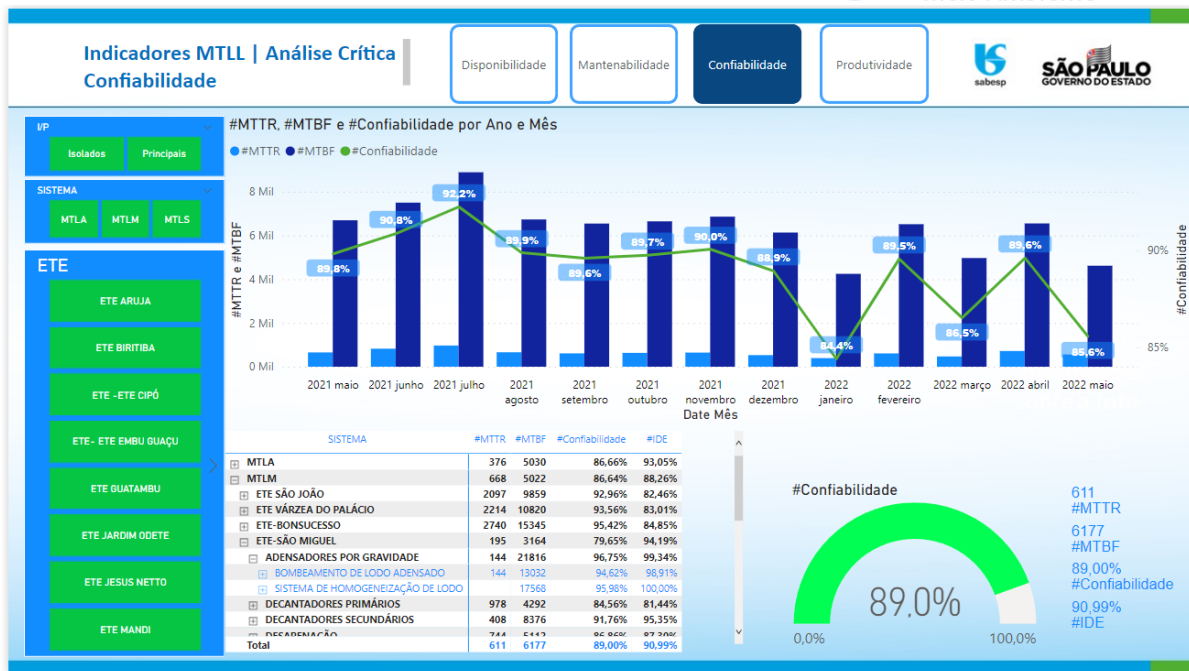 Indicadores MTLL | Análise Crítica
Confiabilidade
Disponibilidade
Mantenabilidade
Confiabilidade
Produtividade
sabesp
SÃO PAULO
GOVERNO DO ESTADO
I/P
Isolados
Principais
SISTEMA
MTLA
MTLM
MTLS
ETE
ETE ARUJA
ETE BIRITIBA
ETE -ETE CIPÓ
ETE- ETE EMBU GUAÇU
ETE GUATAMBU
ETE JARDIM ODETE
ETE JESUS NETTO
ETE MANDI
#MTTR, #MTBF e #Confiabilidade por Ano e Mês
#MTTR #MTBF #Confiabilidade
#MTTR e #MTBF
8 Mil
6 Mil
4 Mil
2 Mil
0 Mil
89,8%
90,8%
92,2%
89,9%
89,6%
89,7%
90,0%
88,9%
84,4%
89,5%
86,5%
89,6%
85,6%
90%
85%
#Confiabilidade
2021 maio
2021 junho
2021 julho
2021 agosto
2021 setembro
2021 outubro
2021 novembro
2021 dezembro
2022 janeiro
2022 fevereiro
2022 março
2022 abril
2022 maio
Date Mês
SISTEMA #MTTR #MTBF #Confiabilidade #IDE
MTLA 376 5030 86,66% 93,05%
MTLM 668 5022 86,64% 88,26%
ETE SÃO JOÃO 2097 9859 92,96% 82,46%
ETE VÁRZEA DO PALÁCIO 2214 10820 93,56% 83,01%
ETE-BONSUCESSO 2740 15345 95,42% 84,85%
ETE-SÃO MIGUEL 195 3164 79,65% 94,19%
ADENSADORES POR GRAVIDADE 144 21816 96,75% 99,34%
BOMBEAMENTO DE LODO ADENSADO 144 13032 94,62% 98,91%
SISTEMA DE HOMOGENEIZAÇÃO DE LODO 17568 95,98% 100,00%
DECANTADORES PRIMÁRIOS 978 4292 84,56% 81,44%
DECANTADORES SECUNDÁRIOS 408 8376 91,76% 95,35%
DESARENAÇÃO 744 5112 86,86% 87,30%
Total 611 6177 89,00% 90,99%
#Confiabilidade
89,0%
0,0%
100,0%
611
#MTTR
6177
#MTBF
89,00%
#Confiabilidade
90,99%
#IDE